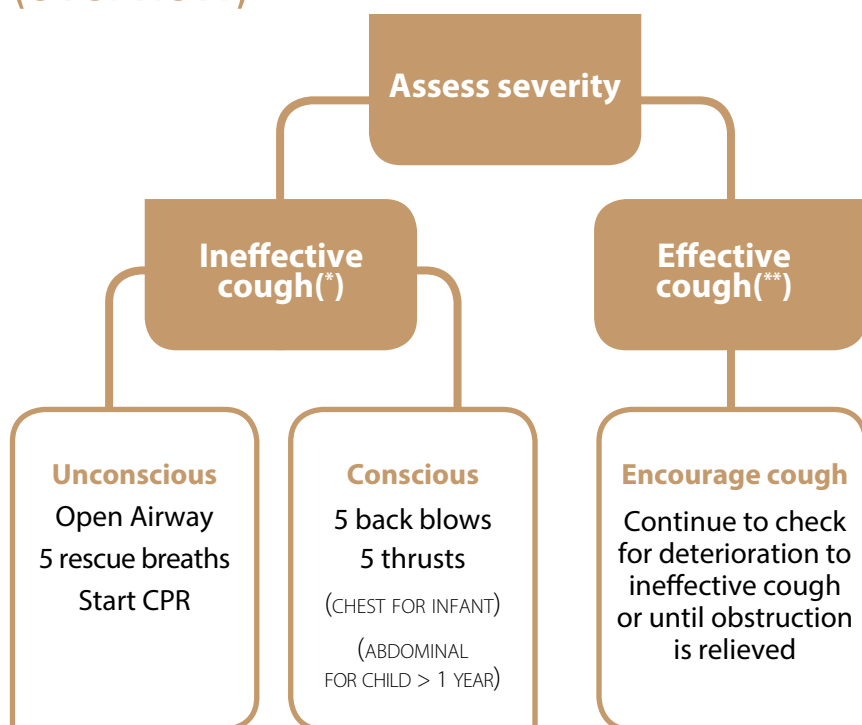 Assess severity
Ineffective
cough(*)
Effective
cough(**)
Unconscious
Open Airway
5 rescue breaths
Start CPR
Conscious
5 back blows
5 thrusts
(CHEST FOR INFANT)
(ABDOMINAL
FOR CHILD > 1 YEAR)
Encourage cough
Continue to check
for deterioration to
ineffective cough
or until obstruction
is relieved